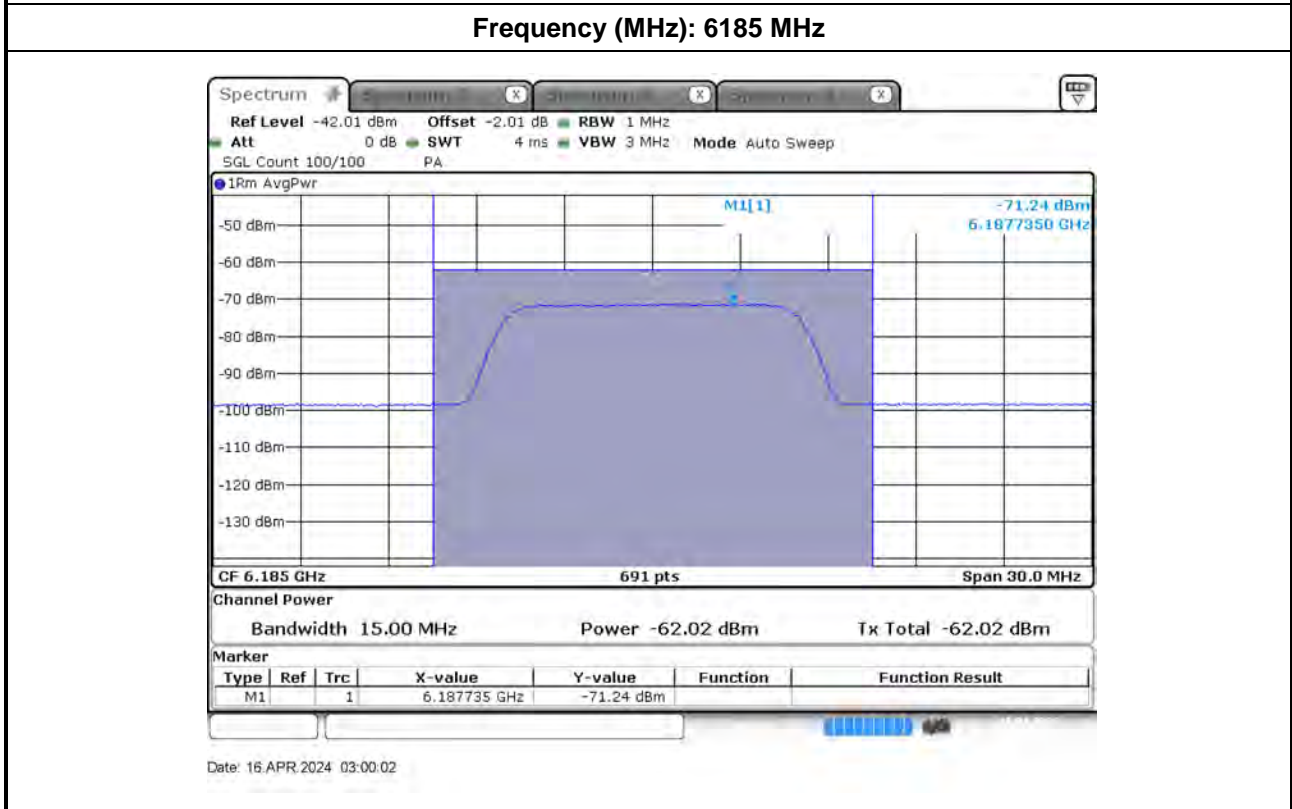 Frequency (MHz): 6185 MHz
Spectrum
X X X
Ref Level -42.01 dBm Offset -2.01 dB RBW 1 MHz
Att 0 dB SWT 4 ms VBW 3 MHz Mode Auto Sweep
SGL Count 100/100 PA
1Rm AvgPwr
M1[1] -71.24 dBm
6.1877350 GHz
-50 dBm
-60 dBm
-70 dBm
-80 dBm
-90 dBm
-100 dBm
-110 dBm
-120 dBm
-130 dBm
CF 6.185 GHz 691 pts Span 30.0 MHz
Channel Power
Bandwidth 15.00 MHz Power -62.02 dBm Tx Total -62.02 dBm
Marker
Type Ref Trc X-value Y-value Function Function Result
M1 1 6.187735 GHz -71.24 dBm
Date: 16.APR.2024 03:00:02